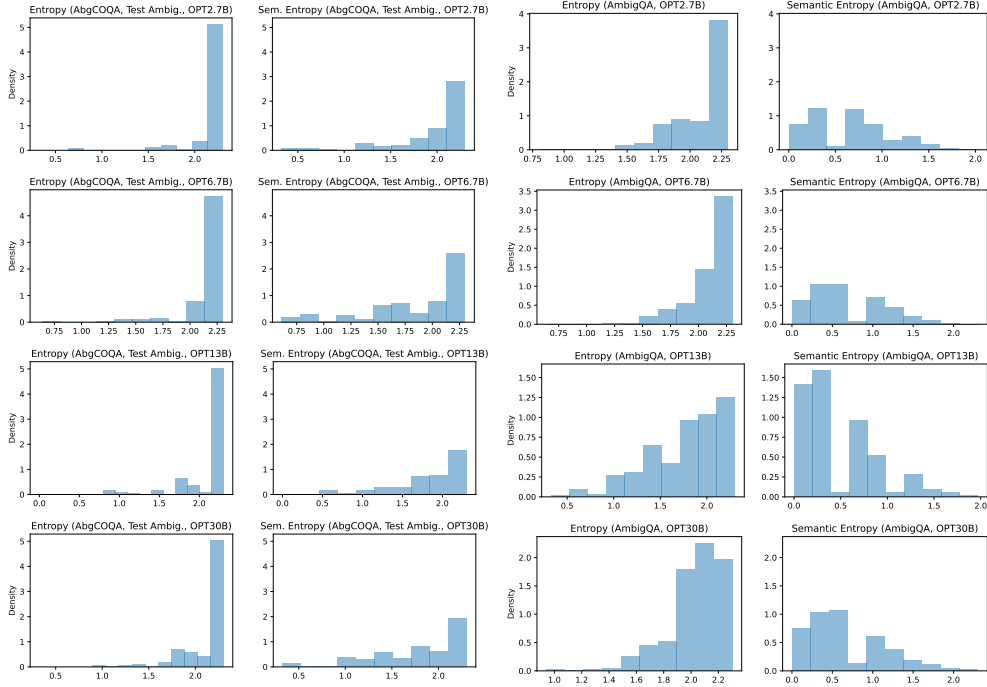 Entropy (AbgCOQA, Test Ambig., OPT2.7B)
Density
5
4
3
2
1
0
0.5 1.0 1.5 2.0
Sem. Entropy (AbgCOQA, Test Ambig., OPT2.7B)
5
4
3
2
1
0
0.5 1.0 1.5 2.0
Entropy (AmbigQA, OPT2.7B)
Density
4
3
2
1
0
0.75 1.00 1.25 1.50 1.75 2.00 2.25
Semantic Entropy (AmbigQA, OPT2.7B)
4
3
2
1
0
0.0 0.5 1.0 1.5 2.0
Entropy (AbgCOQA, Test Ambig., OPT6.7B)
Density
4
3
2
1
0
0.75 1.00 1.25 1.50 1.75 2.00 2.25
Sem. Entropy (AbgCOQA, Test Ambig., OPT6.7B)
4
3
2
1
0
0.75 1.00 1.25 1.50 1.75 2.00 2.25
Entropy (AmbigQA, OPT6.7B)
Density
3.5
3.0
2.5
2.0
1.5
1.0
0.5
0.0
0.75 1.00 1.25 1.50 1.75 2.00 2.25
Semantic Entropy (AmbigQA, OPT6.7B)
3.5
3.0
2.5
2.0
1.5
1.0
0.5
0.0
0.0 0.5 1.0 1.5 2.0
Entropy (AbgCOQA, Test Ambig., OPT13B)
Density
5
4
3
2
1
0
0.0 0.5 1.0 1.5 2.0
Sem. Entropy (AbgCOQA, Test Ambig., OPT13B)
5
4
3
2
1
0
0.0 0.5 1.0 1.5 2.0
Entropy (AmbigQA, OPT13B)
Density
1.50
1.25
1.00
0.75
0.50
0.25
0.00
0.5 1.0 1.5 2.0
Semantic Entropy (AmbigQA, OPT13B)
1.50
1.25
1.00
0.75
0.50
0.25
0.00
0.0 0.5 1.0 1.5 2.0
Entropy (AbgCOQA, Test Ambig., OPT30B)
Density
5
4
3
2
1
0
0.5 1.0 1.5 2.0
Sem. Entropy (AbgCOQA, Test Ambig., OPT30B)
5
4
3
2
1
0
0.5 1.0 1.5 2.0
Entropy (AmbigQA, OPT30B)
Density
2.0
1.5
1.0
0.5
0.0
1.0 1.2 1.4 1.6 1.8 2.0 2.2
Semantic Entropy (AmbigQA, OPT30B)
2.0
1.5
1.0
0.5
0.0
0.0 0.5 1.0 1.5 2.0